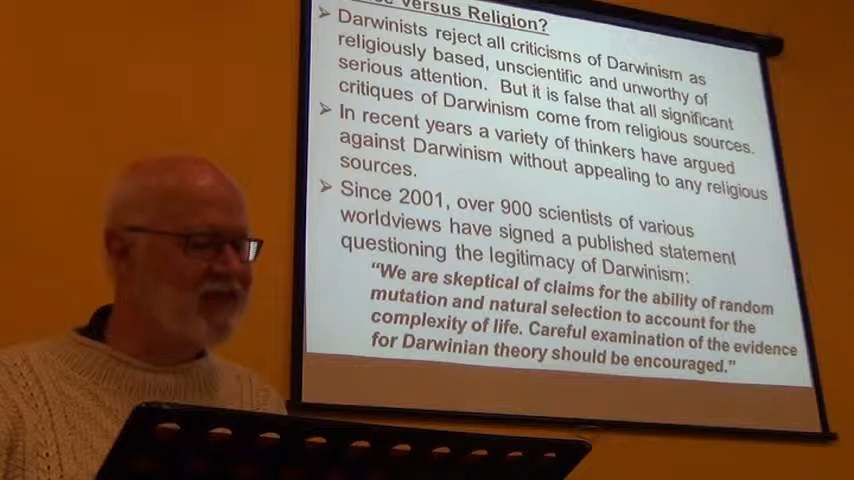 versus Religion?
➢ Darwinists reject all criticisms of Darwinism as
religiously based, unscientific and unworthy of
serious attention. But it is false that all significant
critiques of Darwinism come from religious sources.
➢ In recent years a variety of thinkers have argued
against Darwinism without appealing to any religious
sources.
➢ Since 2001, over 900 scientists of various
worldviews have signed a published statement
questioning the legitimacy of Darwinism:
“We are skeptical of claims for the ability of random
mutation and natural selection to account for the
complexity of life. Careful examination of the evidence
for Darwinian theory should be encouraged.”